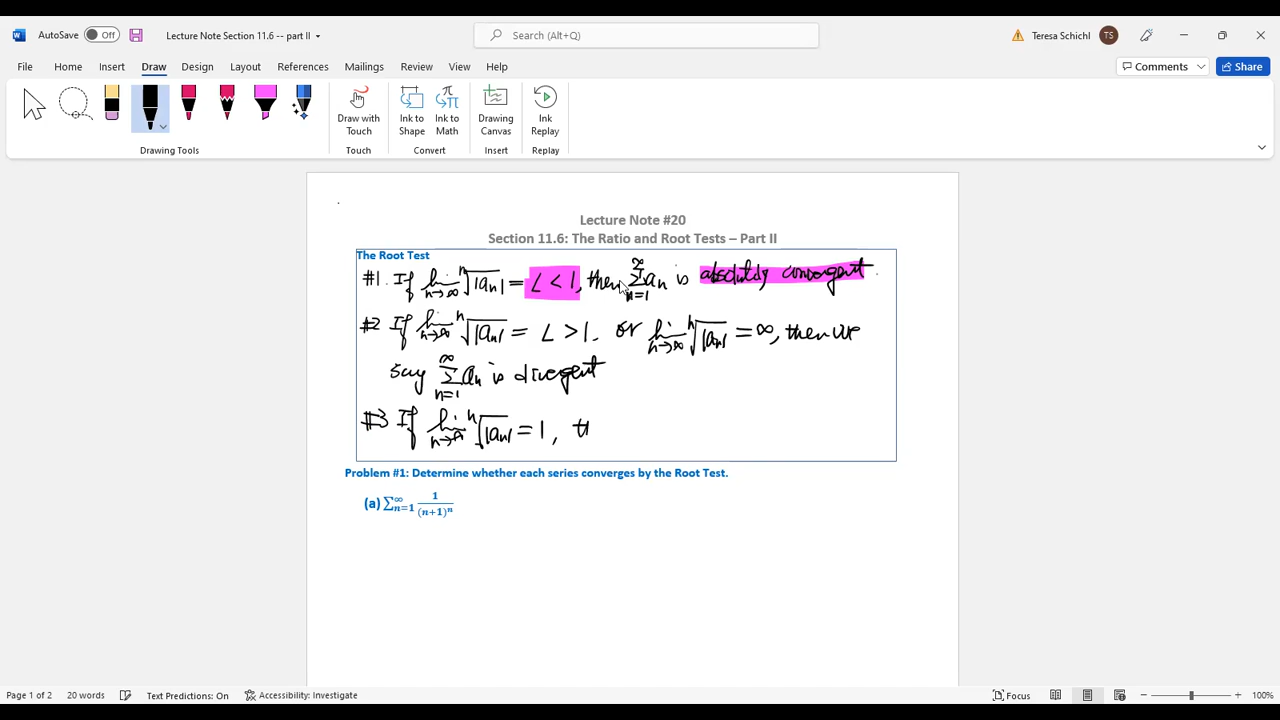 AutoSave Off Lecture Note Section 11.6 -- part II Search (Alt+Q) Teresa Schichl TS
File Home Insert Draw Design Layout References Mailings Review View Help Comments Share
Draw with Touch Ink to Shape Ink to Math Drawing Canvas Ink Replay
Drawing Tools Touch Convert Insert Replay
Lecture Note #20
Section 11.6: The Ratio and Root Tests – Part II
The Root Test
#1. If lim n→∞ ⁿ√|aₙ| = L < 1, then ∑ₙ₌₁^∞ aₙ is absolutely convergent.
#2 If lim n→∞ ⁿ√|aₙ| = L > 1. or lim n→∞ ⁿ√|aₙ| = ∞, then we
say ∑ₙ₌₁^∞ aₙ is divergent
#3 If lim n→∞ ⁿ√|aₙ| = 1, t
Problem #1: Determine whether each series converges by the Root Test.
(a) ∑ₙ₌₁^∞ 1/(n+1)ⁿ
Page 1 of 2 20 words Text Predictions: On Accessibility: Investigate Focus 100%